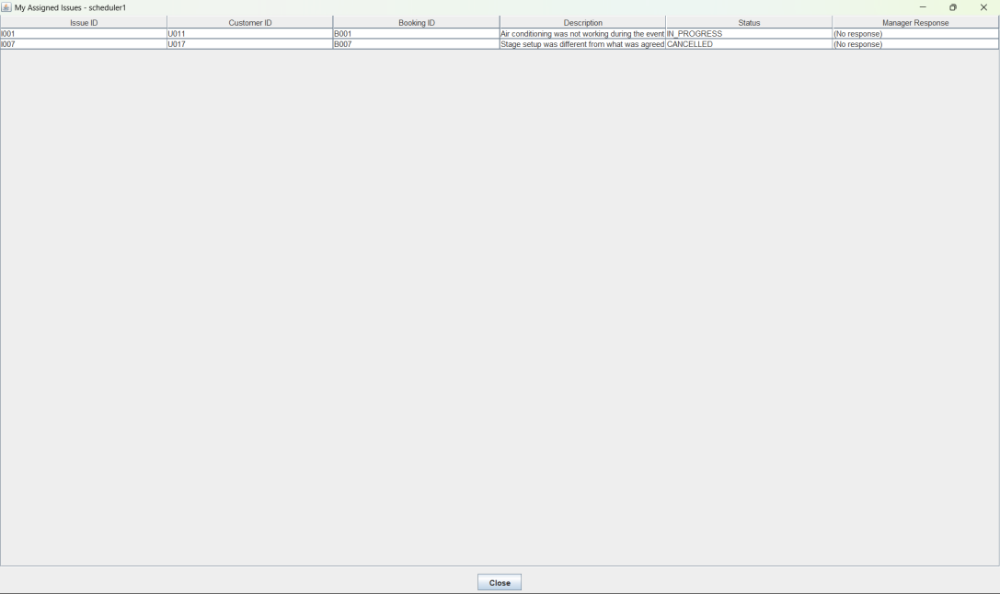 My Assigned Issues - scheduler1
Issue ID Customer ID Booking ID Description Status Manager Response
I001 U011 B001 Air conditioning was not working during the event IN_PROGRESS (No response)
I007 U017 B007 Stage setup was different from what was agreed CANCELLED (No response)
Close